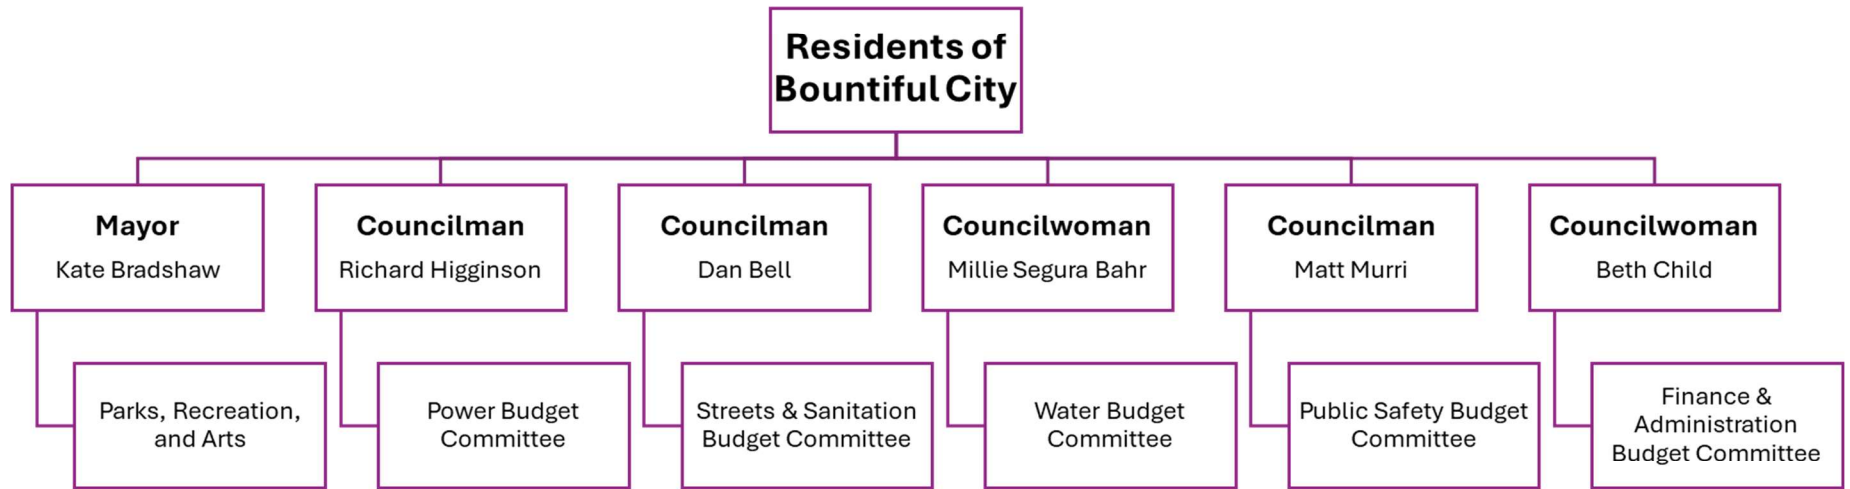 Residents of
Bountiful City
Mayor
Kate Bradshaw
Councilman
Richard Higginson
Councilman
Dan Bell
Councilwoman
Millie Segura Bahr
Councilman
Matt Murri
Councilwoman
Beth Child
Parks, Recreation,
and Arts
Power Budget
Committee
Streets & Sanitation
Budget Committee
Water Budget
Committee
Public Safety Budget
Committee
Finance &
Administration
Budget Committee